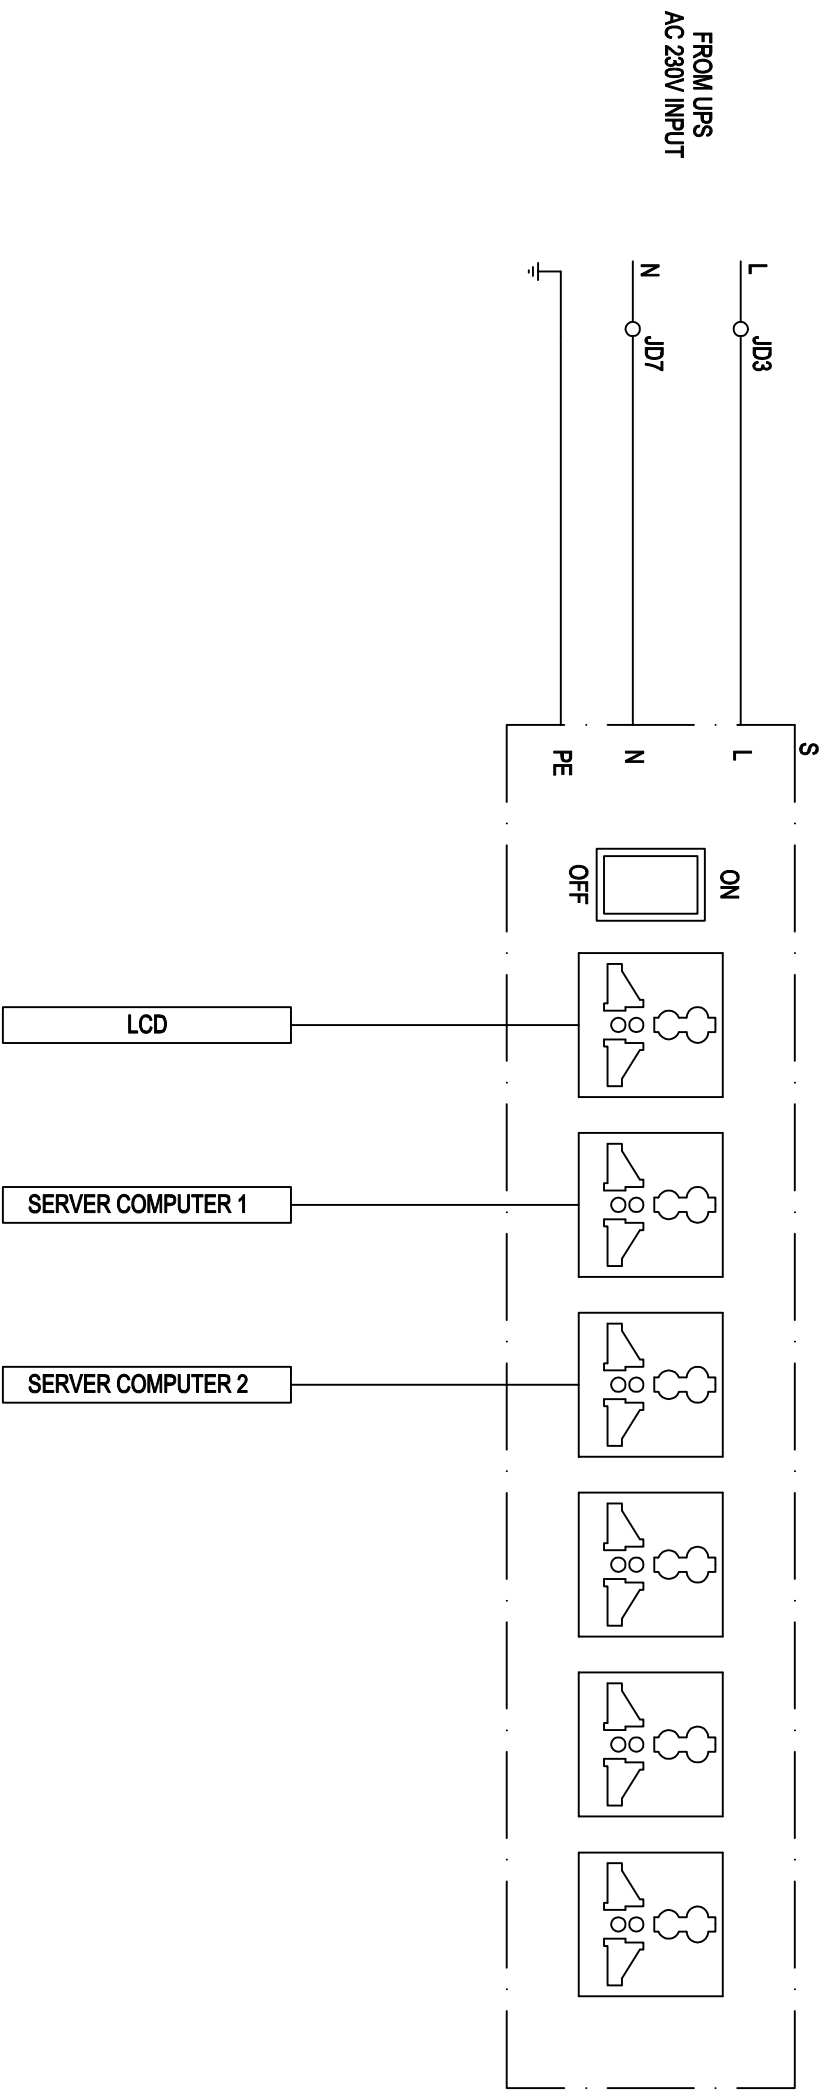 FROM UPS
AC 230V INPUT
L
JD3
N
JD7
S
L
N
PE
ON
OFF
LCD
SERVER COMPUTER 1
SERVER COMPUTER 2